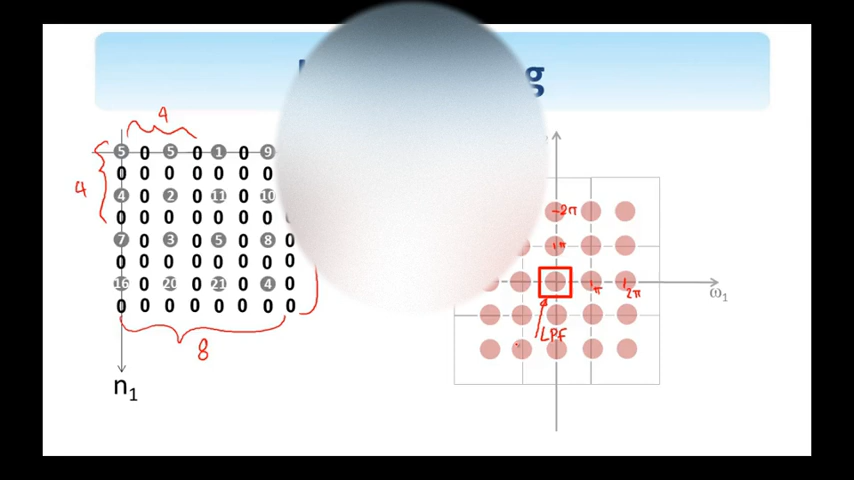 g
4
5 0 5 0 1 0 9
0 0 0 0 0 0 0
4 4 0 2 0 11 0 10
0 0 0 0 0 0 0
7 0 3 0 5 0 8 0
0 0 0 0 0 0 0 0
16 0 20 0 21 0 4 0
0 0 0 0 0 0 0 0
8
n₁
-2π
π
π 2π
ω₁
LPF